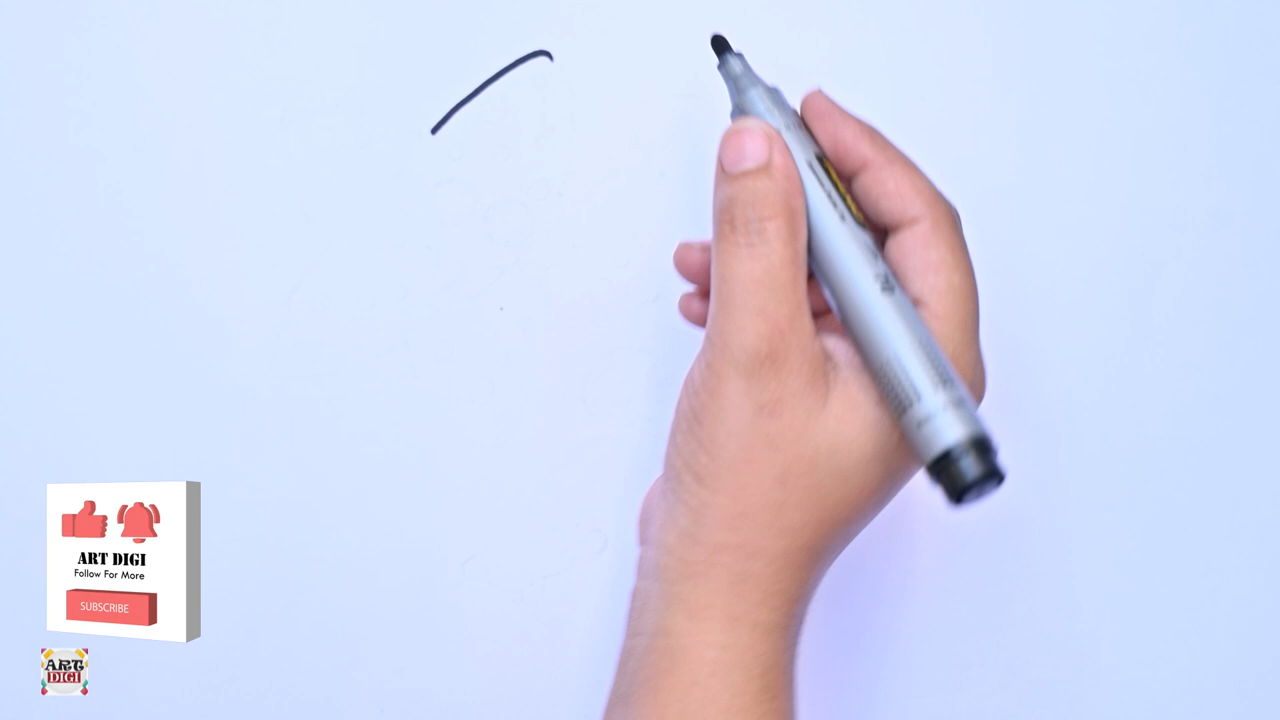 ART DIGI
Follow For More
SUBSCRIBE
ART
DIGI